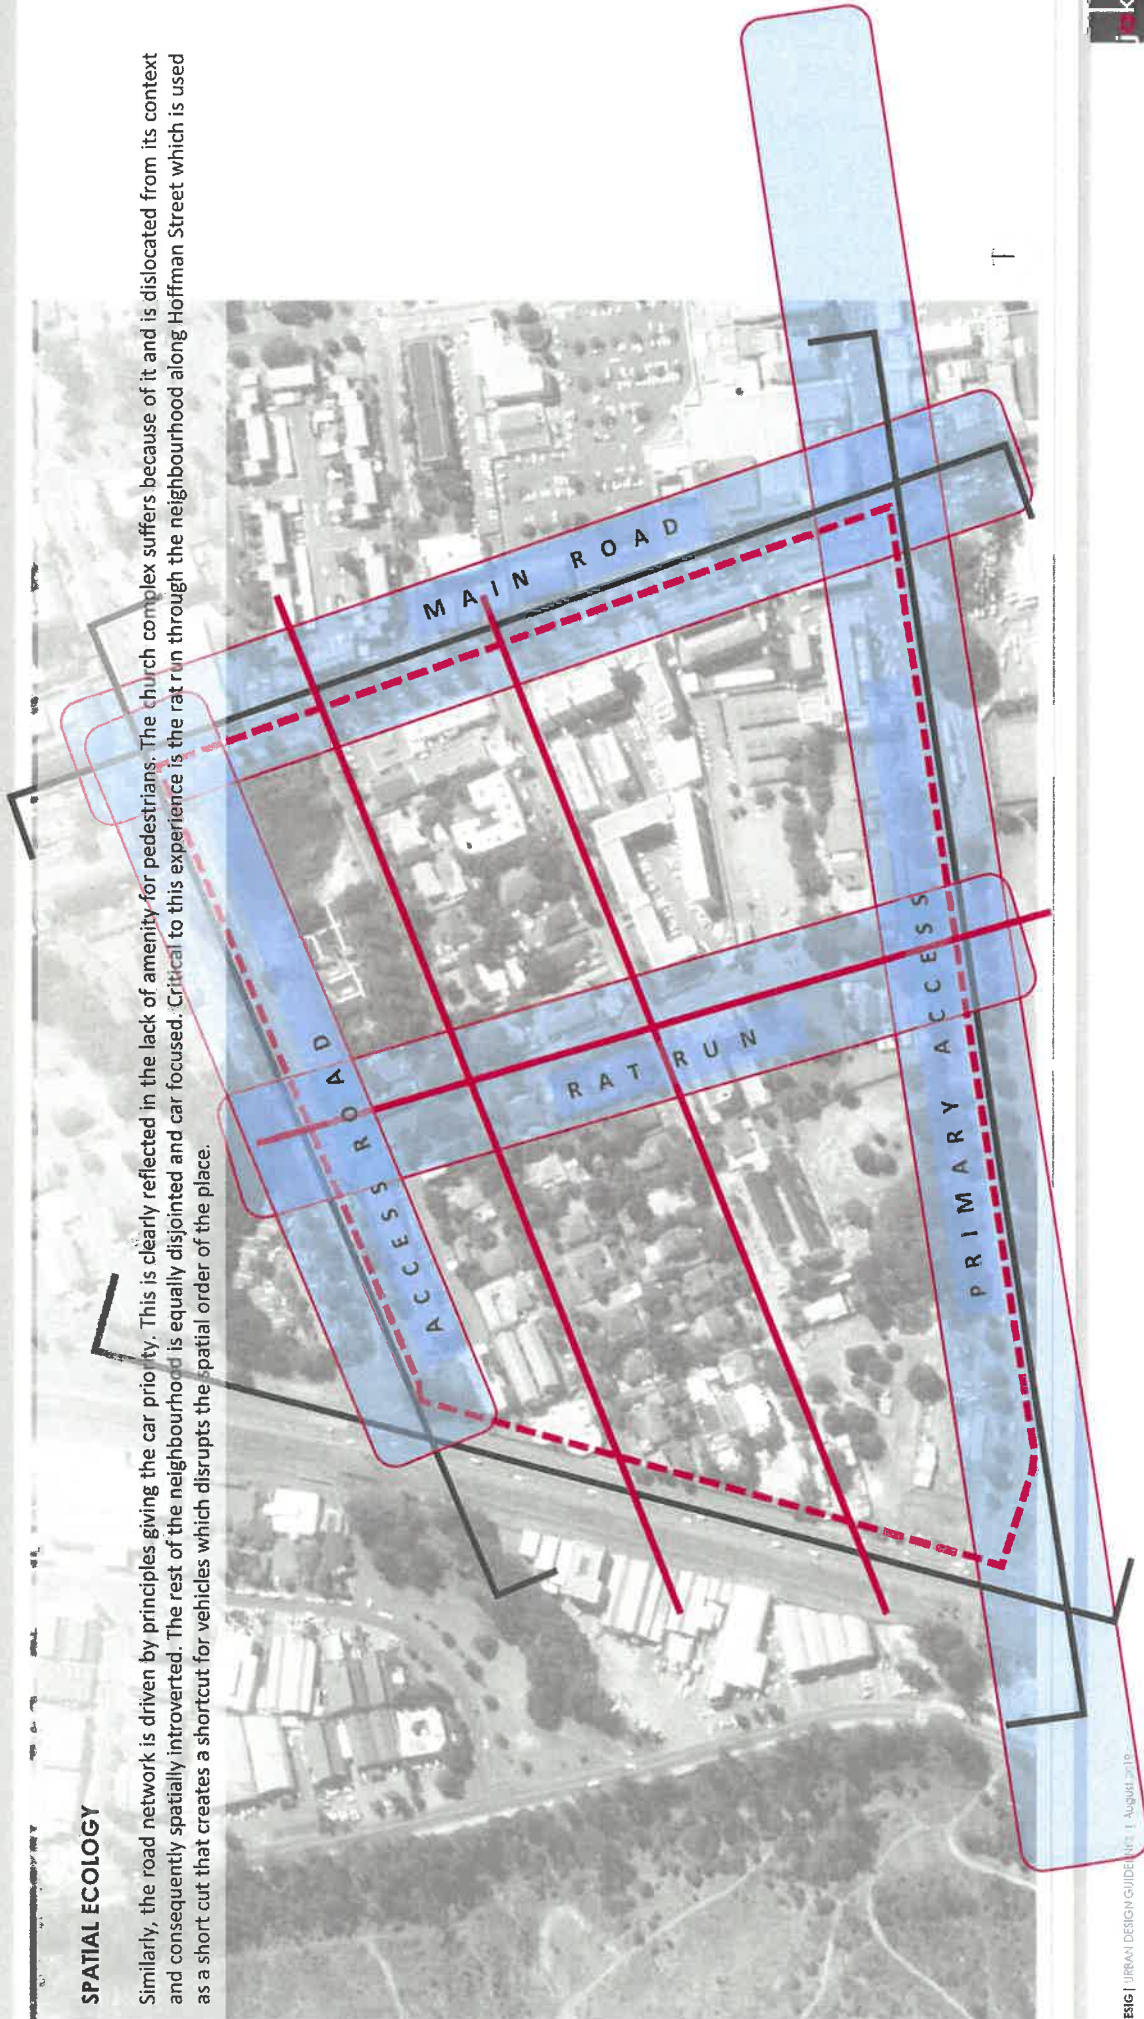 SPATIAL ECOLOGY
Similarly, the road network is driven by principles giving the car priority. This is clearly reflected in the lack of amenity for pedestrians. The church complex suffers because of it and is dislocated from its context
and consequently spatially introverted. The rest of the neighbourhood is equally disjointed and car focused. Critical to this experience is the rat run through the neighbourhood along Hoffman Street which is used
as a short cut that creates a shortcut for vehicles which disrupts the spatial order of the place.
MAIN ROAD
ACCESS ROAD
RAT RUN
PRIMARY ACCESS
ESIG| URBAN DESIGN GUIDELINES | August 2019